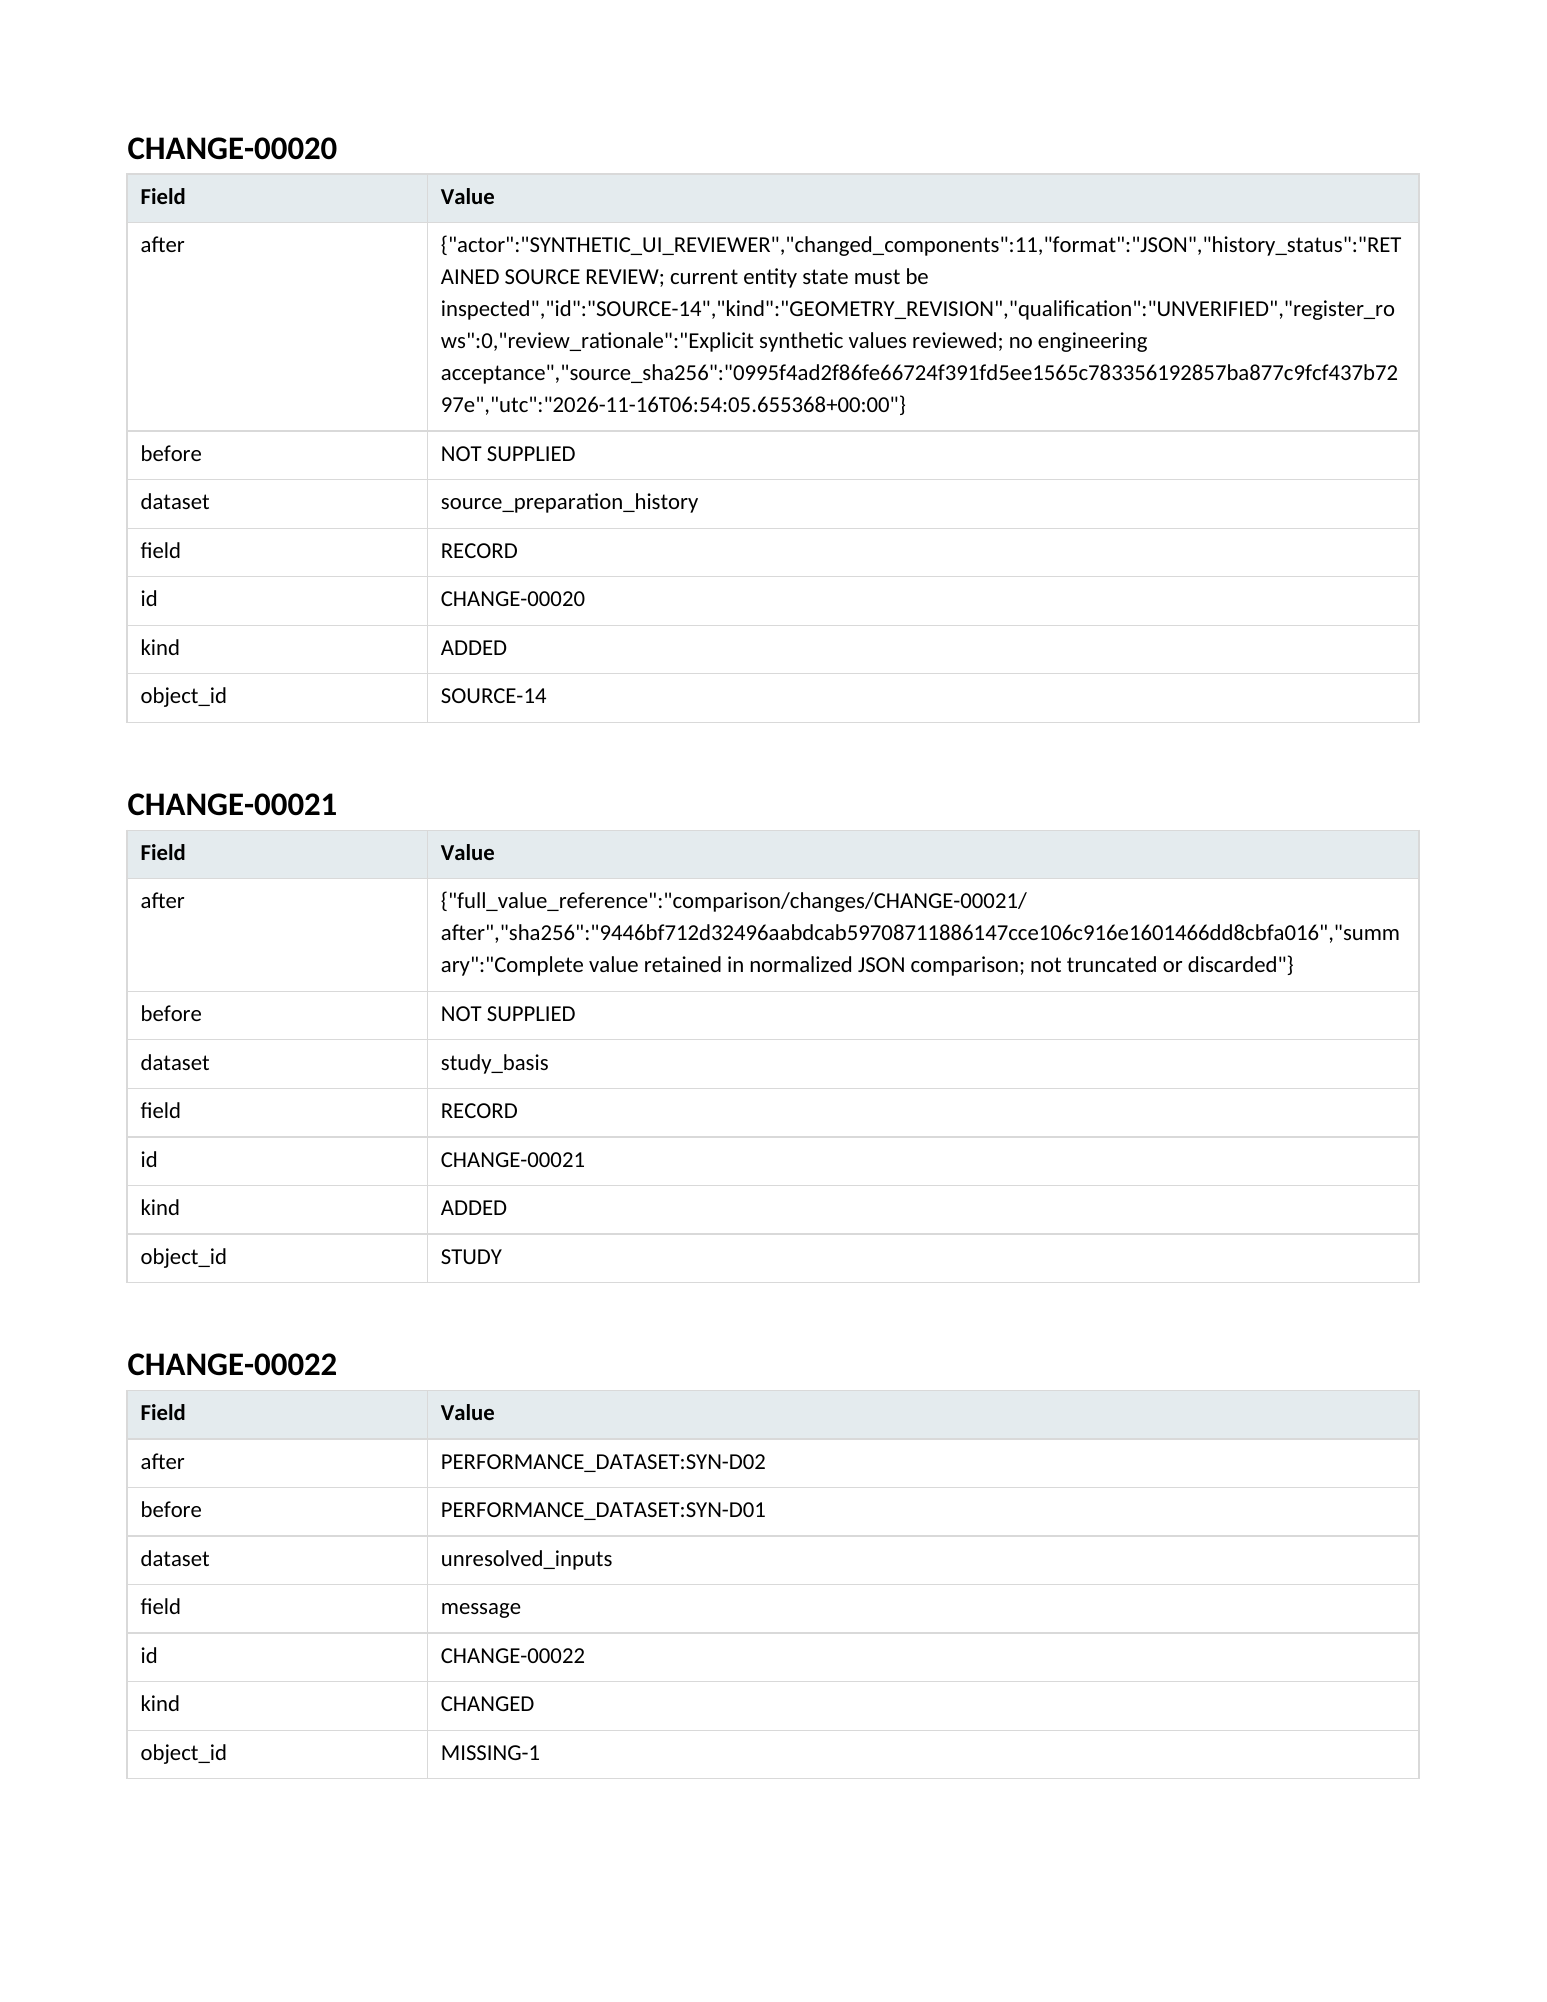 CHANGE-00020
Field Value
after {"actor":"SYNTHETIC_UI_REVIEWER","changed_components":11,"format":"JSON","history_status":"RET
AINED SOURCE REVIEW; current entity state must be
inspected","id":"SOURCE-14","kind":"GEOMETRY_REVISION","qualification":"UNVERIFIED","register_ro
ws":0,"review_rationale":"Explicit synthetic values reviewed; no engineering
acceptance","source_sha256":"0995f4ad2f86fe66724f391fd5ee1565c783356192857ba877c9fcf437b72
97e","utc":"2026-11-16T06:54:05.655368+00:00"}
before NOT SUPPLIED
dataset source_preparation_history
field RECORD
id CHANGE-00020
kind ADDED
object_id SOURCE-14
CHANGE-00021
Field Value
after {"full_value_reference":"comparison/changes/CHANGE-00021/
after","sha256":"9446bf712d32496aabdcab59708711886147cce106c916e1601466dd8cbfa016","summ
ary":"Complete value retained in normalized JSON comparison; not truncated or discarded"}
before NOT SUPPLIED
dataset study_basis
field RECORD
id CHANGE-00021
kind ADDED
object_id STUDY
CHANGE-00022
Field Value
after PERFORMANCE_DATASET:SYN-D02
before PERFORMANCE_DATASET:SYN-D01
dataset unresolved_inputs
field message
id CHANGE-00022
kind CHANGED
object_id MISSING-1